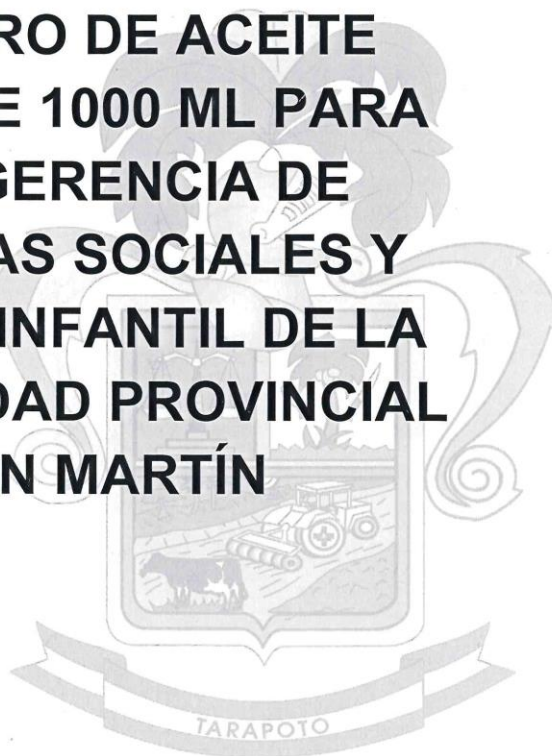 RO DE ACEITE
E 1000 ML PARA
GERENCIA DE
AS SOCIALES Y
INFANTIL DE LA
DAD PROVINCIAL
N MARTÍN
TARAPOTO